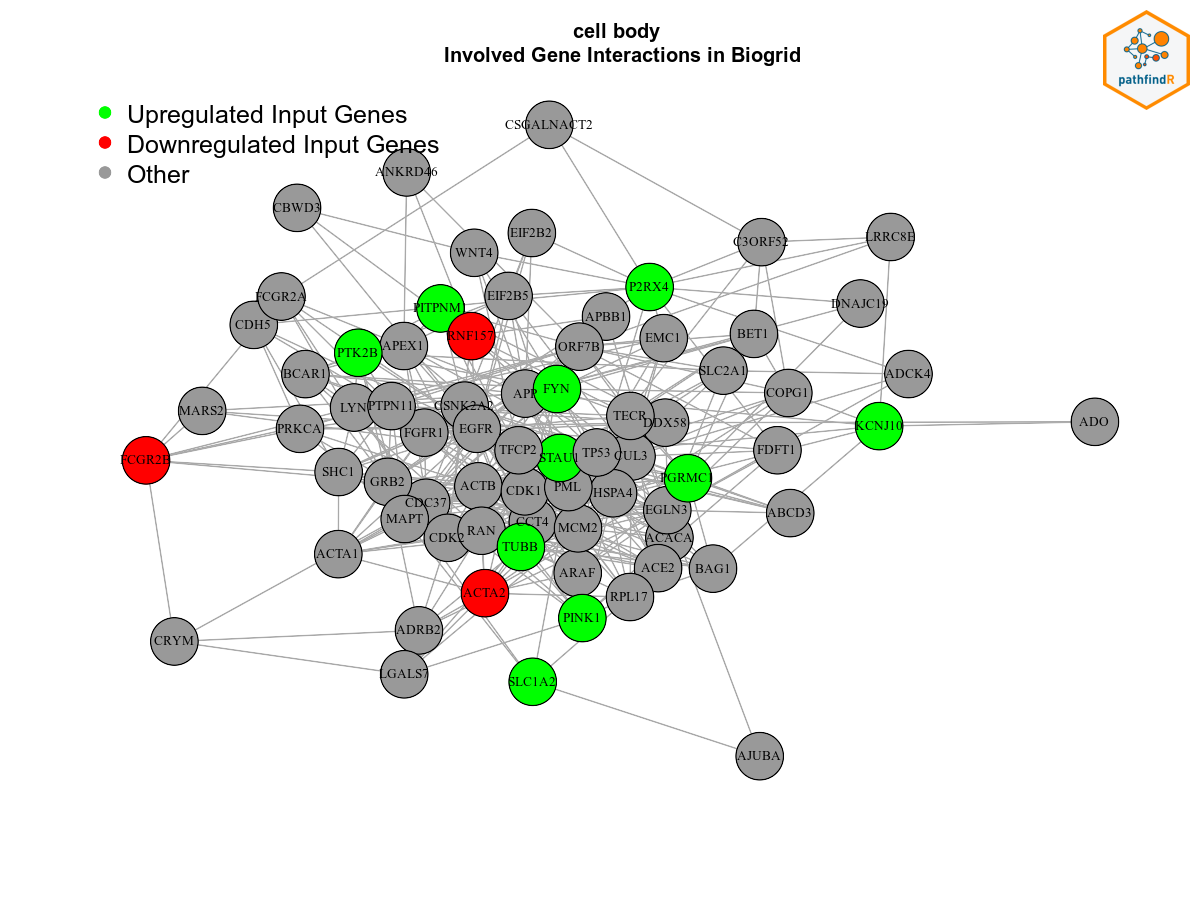 cell body
Involved Gene Interactions in Biogrid
pathfindR
Upregulated Input Genes
Downregulated Input Genes
Other
CSGALNACT2
ANKRD46
CBWD3
EIF2B2
C3ORF52
LRRC8E
WNT4
P2RX4
FCGR2A
EIF2B5
DNAJC19
PITPNM1
CDH5
APBB1
RNF157
BET1
EMC1
APEX1
ORF7B
PTK2B
SLC2A1
BCAR1
ADCK4
FYN
COPG1
APP
LYN
PTPN11
CSNK2A2
MARS2
TECR
DDX58
ADO
KCNJ10
PRKCA
FGFR1
EGFR
TFCP2
FDFT1
TP53
STAU1
CUL3
FCGR2B
SHC1
PGRMC1
GRB2
ACTB
PML
CDK1
HSPA4
CDC37
EGLN3
ABCD3
MAPT
CCT4
RAN
MCM2
CDK2
ACACA
TUBB
ACTA1
ARAF
ACE2
BAG1
ACTA2
RPL17
PINK1
ADRB2
CRYM
LGALS7
SLC1A2
AJUBA